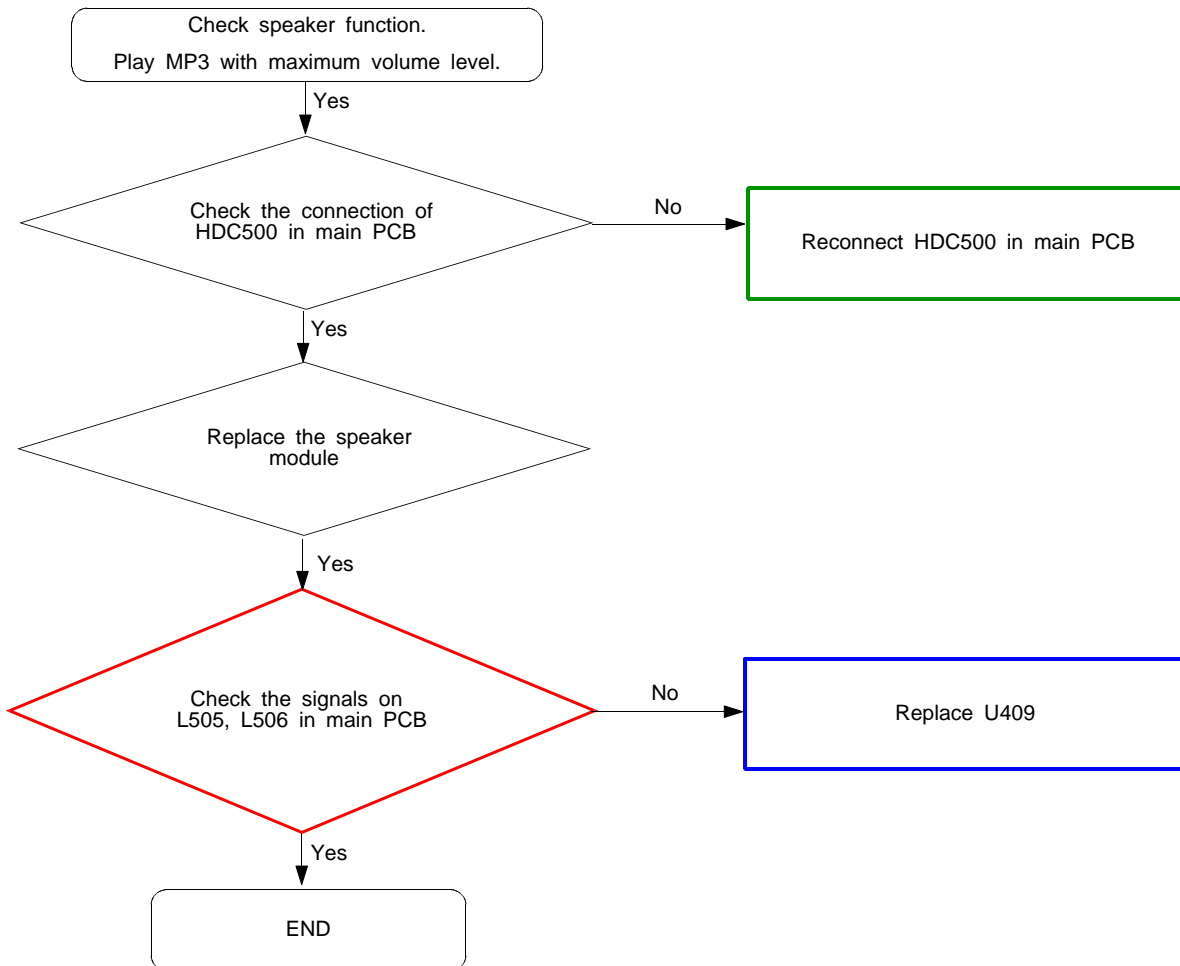 Check speaker function.
Play MP3 with maximum volume level.
Yes
Check the connection of
HDC500 in main PCB
No
Reconnect HDC500 in main PCB
Yes
Replace the speaker
module
Yes
Check the signals on
L505, L506 in main PCB
No
Replace U409
Yes
END